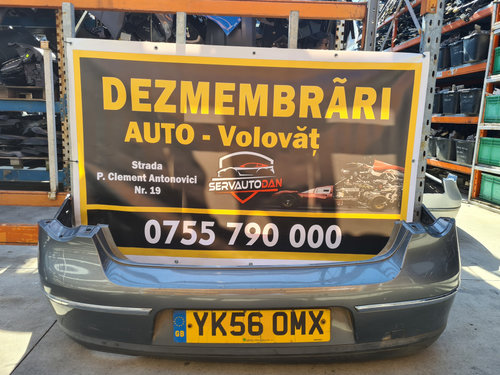 DEZMEMBRĂRI
AUTO - Volovăț
Strada
P. Clement Antonovici
Nr. 19
SERVAUTODAN
0755 790 000
GB YK56 OMX